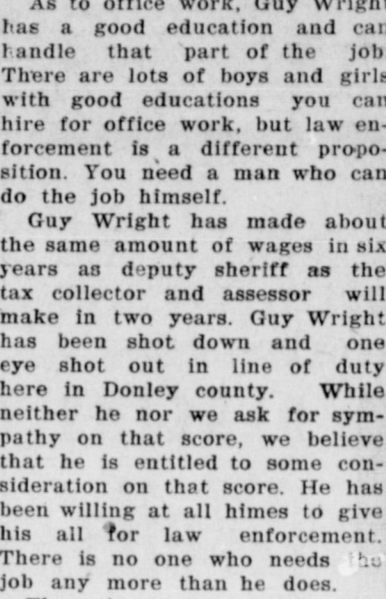 As to office work, Guy Wright
has a good education and can
handle that part of the job
There are lots of boys and girls
with good educations you can
hire for office work, but law en-
forcement is a different propo-
sition. You need a man who can
do the job himself.
Guy Wright has made about
the same amount of wages in six
years as deputy sheriff as the
tax collector and assessor will
make in two years. Guy Wright
has been shot down and one
eye shot out in line of duty
here in Donley county. While
neither he nor we ask for sym-
pathy on that score, we believe
that he is entitled to some con-
sideration on that score. He has
been willing at all himes to give
his all for law enforcement.
There is no one who needs the
job any more than he does.